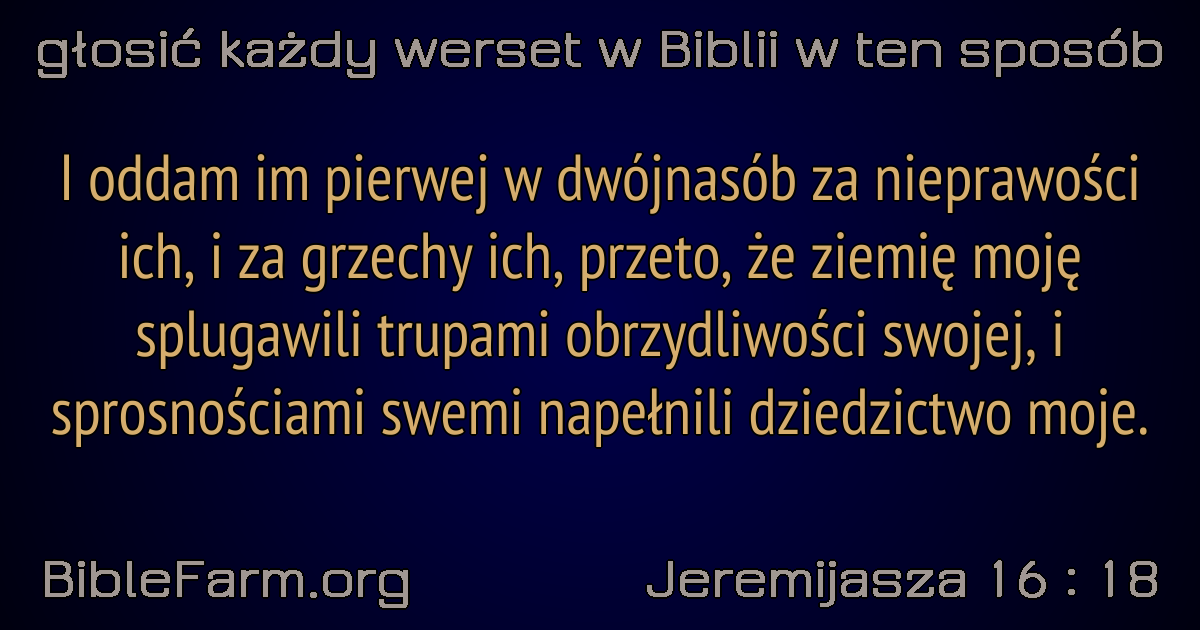 głosić każdy werset w Biblii w ten sposób
I oddam im pierwej w dwójnasób za nieprawości
ich, i za grzechy ich, przeto, że ziemię moję
splugawili trupami obrzydliwości swojej, i
sprosnościami swemi napełnili dziedzictwo moje.
BibleFarm.org
Jeremijasza 16 : 18